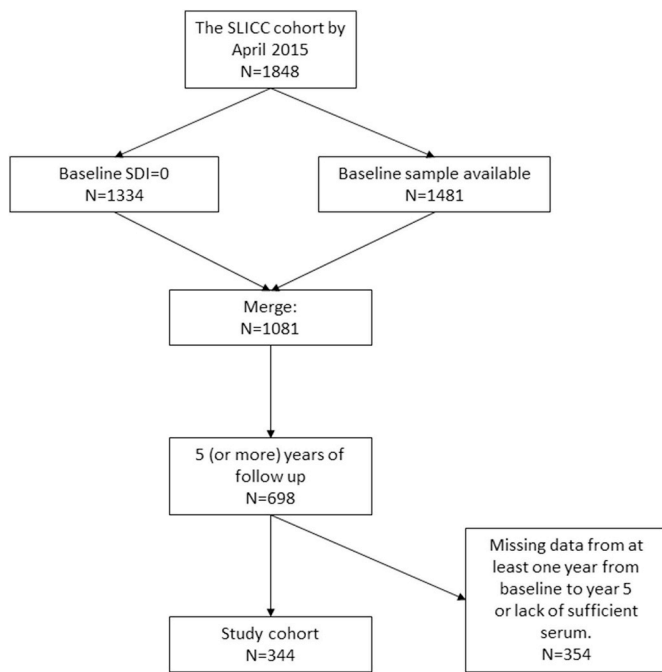 The SLICC cohort by
April 2015
N=1848
Baseline SDI=0
N=1334
Baseline sample available
N=1481
Merge:
N=1081
5 (or more) years of
follow up
N=698
Missing data from at
least one year from
baseline to year 5
or lack of sufficient
serum.
N=354
Study cohort
N=344